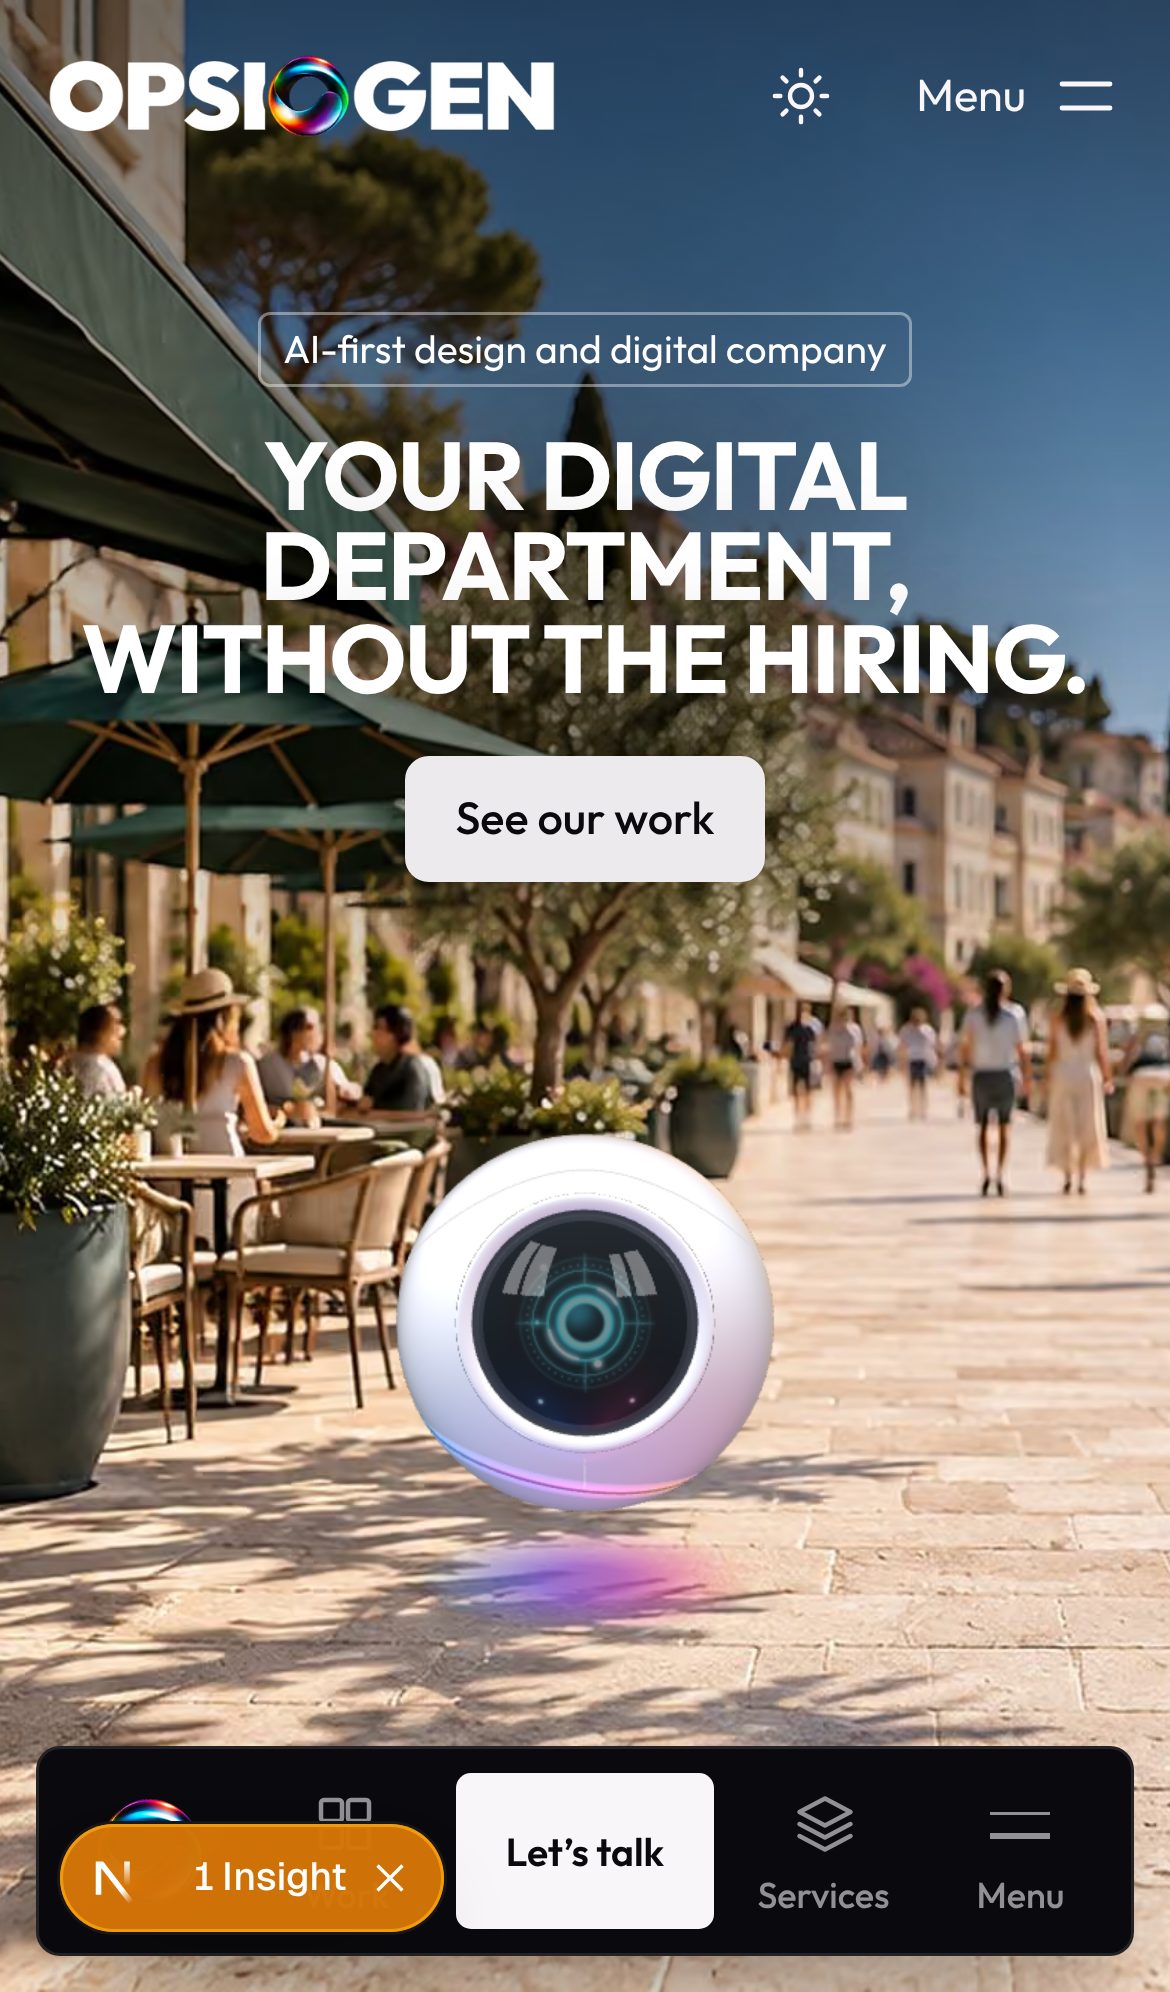 OPSIOGEN
Menu
AI-first design and digital company
YOUR DIGITAL
DEPARTMENT,
WITHOUT THE HIRING.
See our work
1 Insight
Work
Let's talk
Services
Menu